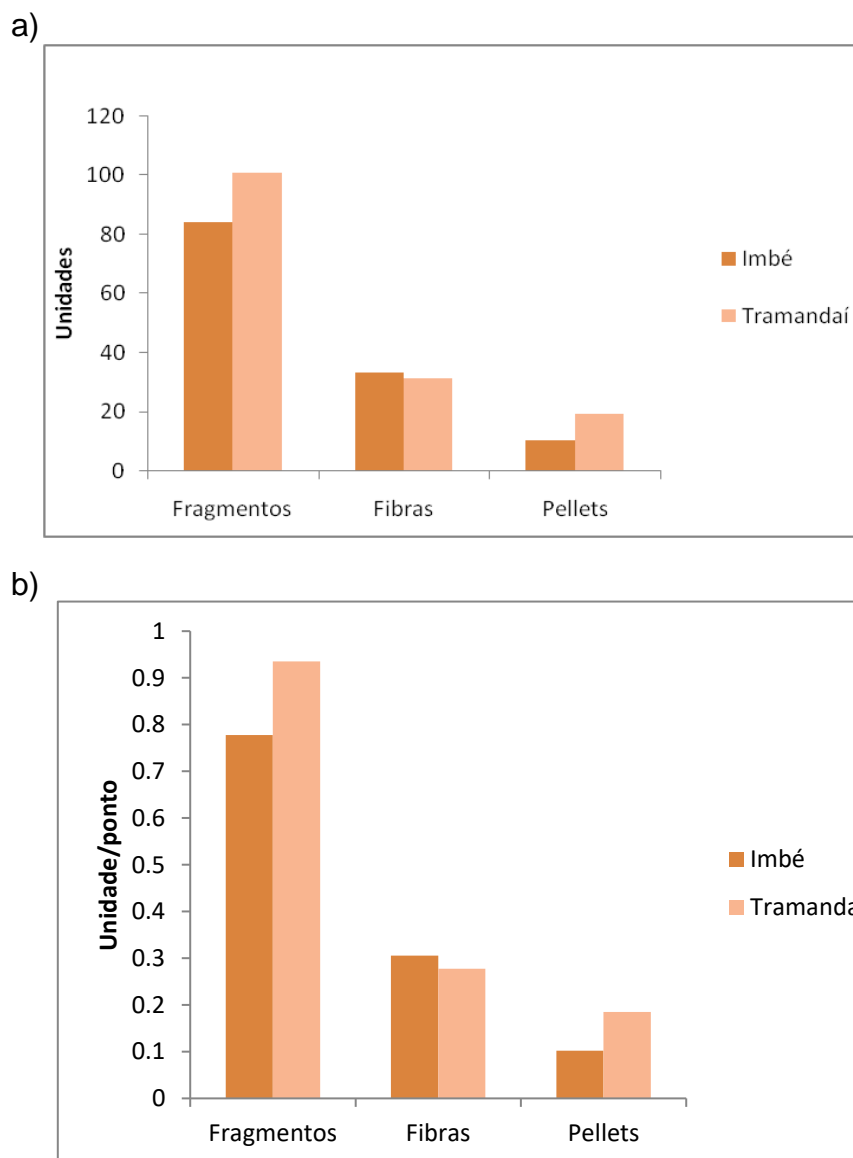 a)
120
100
80
60
40
20
0
Unidades
Fragmentos Fibras Pellets
Imbé
Tramandaí
b)
1
0.9
0.8
0.7
0.6
0.5
0.4
0.3
0.2
0.1
0
Unidade/ponto
Fragmentos Fibras Pellets
Imbé
Tramanda